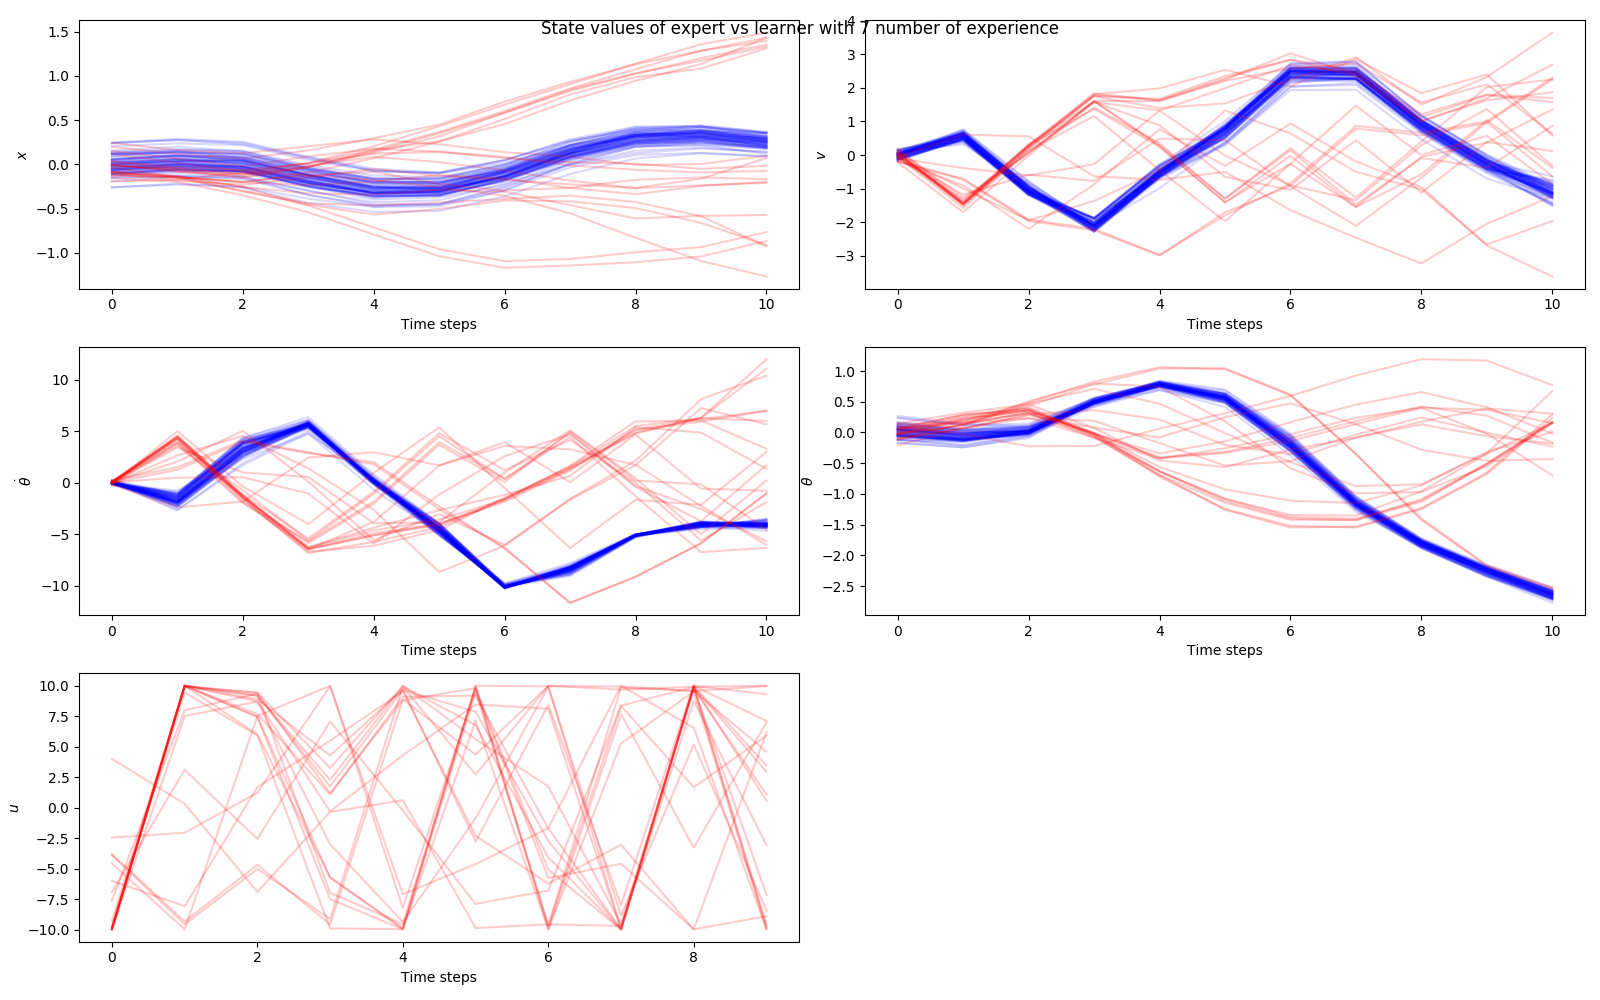 State values of expert vs learner with 7 number of experience
1.5
1.0
0.5
0.0
−0.5
−1.0
x
0 2 4 6 8 10
Time steps
4
3
2
1
0
−1
−2
−3
v
0 2 4 6 8 10
Time steps
10
5
0
−5
−10
θ̇
0 2 4 6 8 10
Time steps
1.0
0.5
0.0
−0.5
−1.0
−1.5
−2.0
−2.5
θ
0 2 4 6 8 10
Time steps
10.0
7.5
5.0
2.5
0.0
−2.5
−5.0
−7.5
−10.0
u
0 2 4 6 8
Time steps